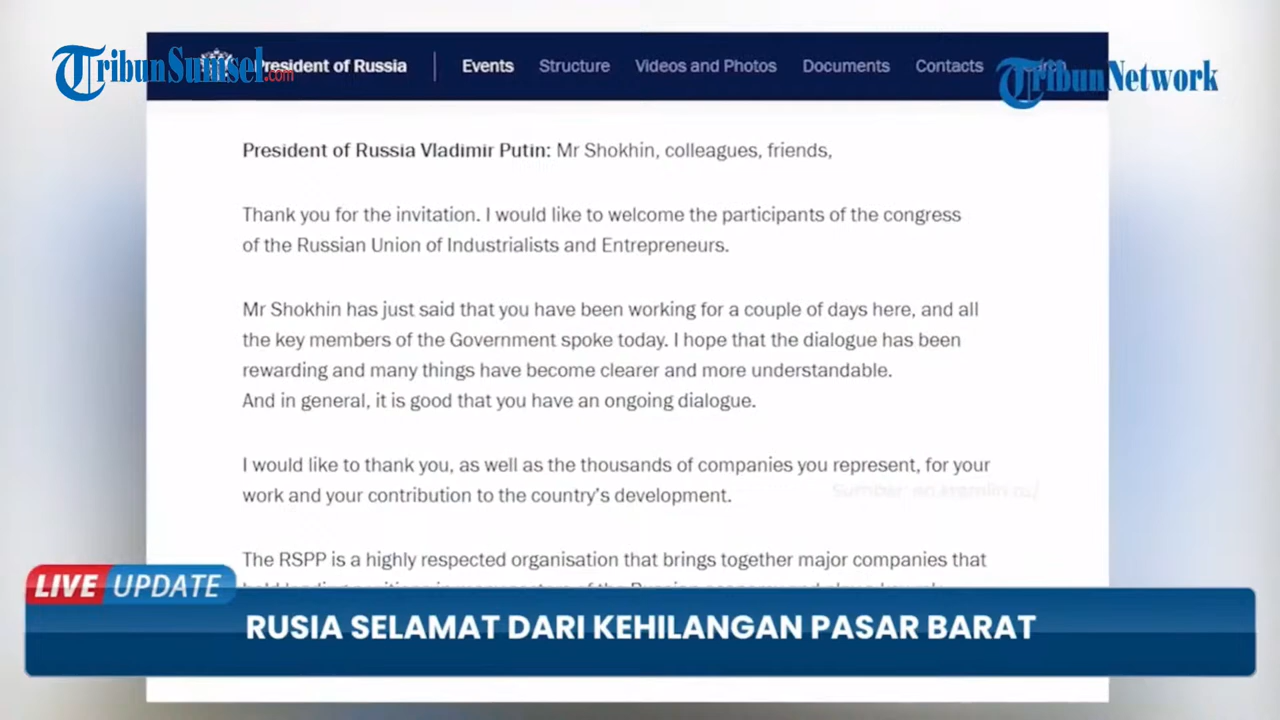 TribunSumsel.com
President of Russia
Events Structure Videos and Photos Documents Contacts
TribunNetwork
President of Russia Vladimir Putin: Mr Shokhin, colleagues, friends,
Thank you for the invitation. I would like to welcome the participants of the congress
of the Russian Union of Industrialists and Entrepreneurs.
Mr Shokhin has just said that you have been working for a couple of days here, and all
the key members of the Government spoke today. I hope that the dialogue has been
rewarding and many things have become clearer and more understandable.
And in general, it is good that you have an ongoing dialogue.
I would like to thank you, as well as the thousands of companies you represent, for your
work and your contribution to the country's development.
Sumber: en.kremlin.ru/
The RSPP is a highly respected organisation that brings together major companies that
LIVE UPDATE
RUSIA SELAMAT DARI KEHILANGAN PASAR BARAT